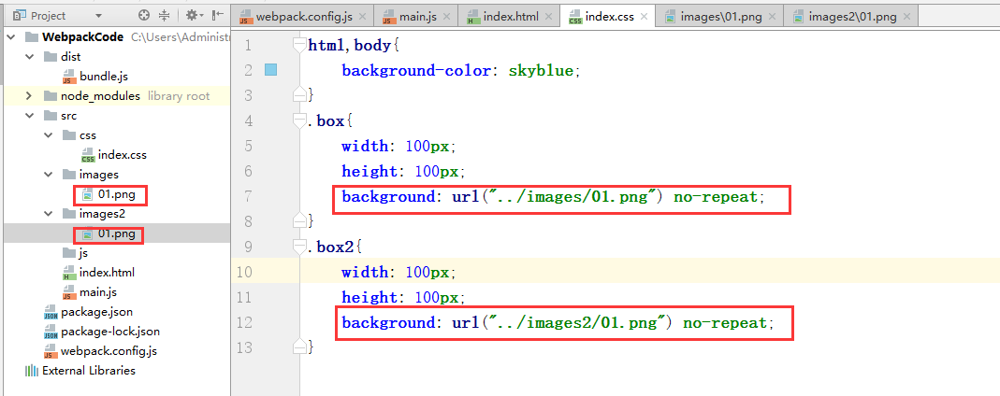 Project
webpack.config.js
main.js
index.html
index.css
images\01.png
images2\01.png
WebpackCode C:\Users\Administr
dist
bundle.js
node_modules library root
src
css
index.css
images
01.png
images2
01.png
js
index.html
main.js
package.json
package-lock.json
webpack.config.js
External Libraries
1 html,body{
2 background-color: skyblue;
3 }
4 .box{
5 width: 100px;
6 height: 100px;
7 background: url("../images/01.png") no-repeat;
8 }
9 .box2{
10 width: 100px;
11 height: 100px;
12 background: url("../images2/01.png") no-repeat;
13 }